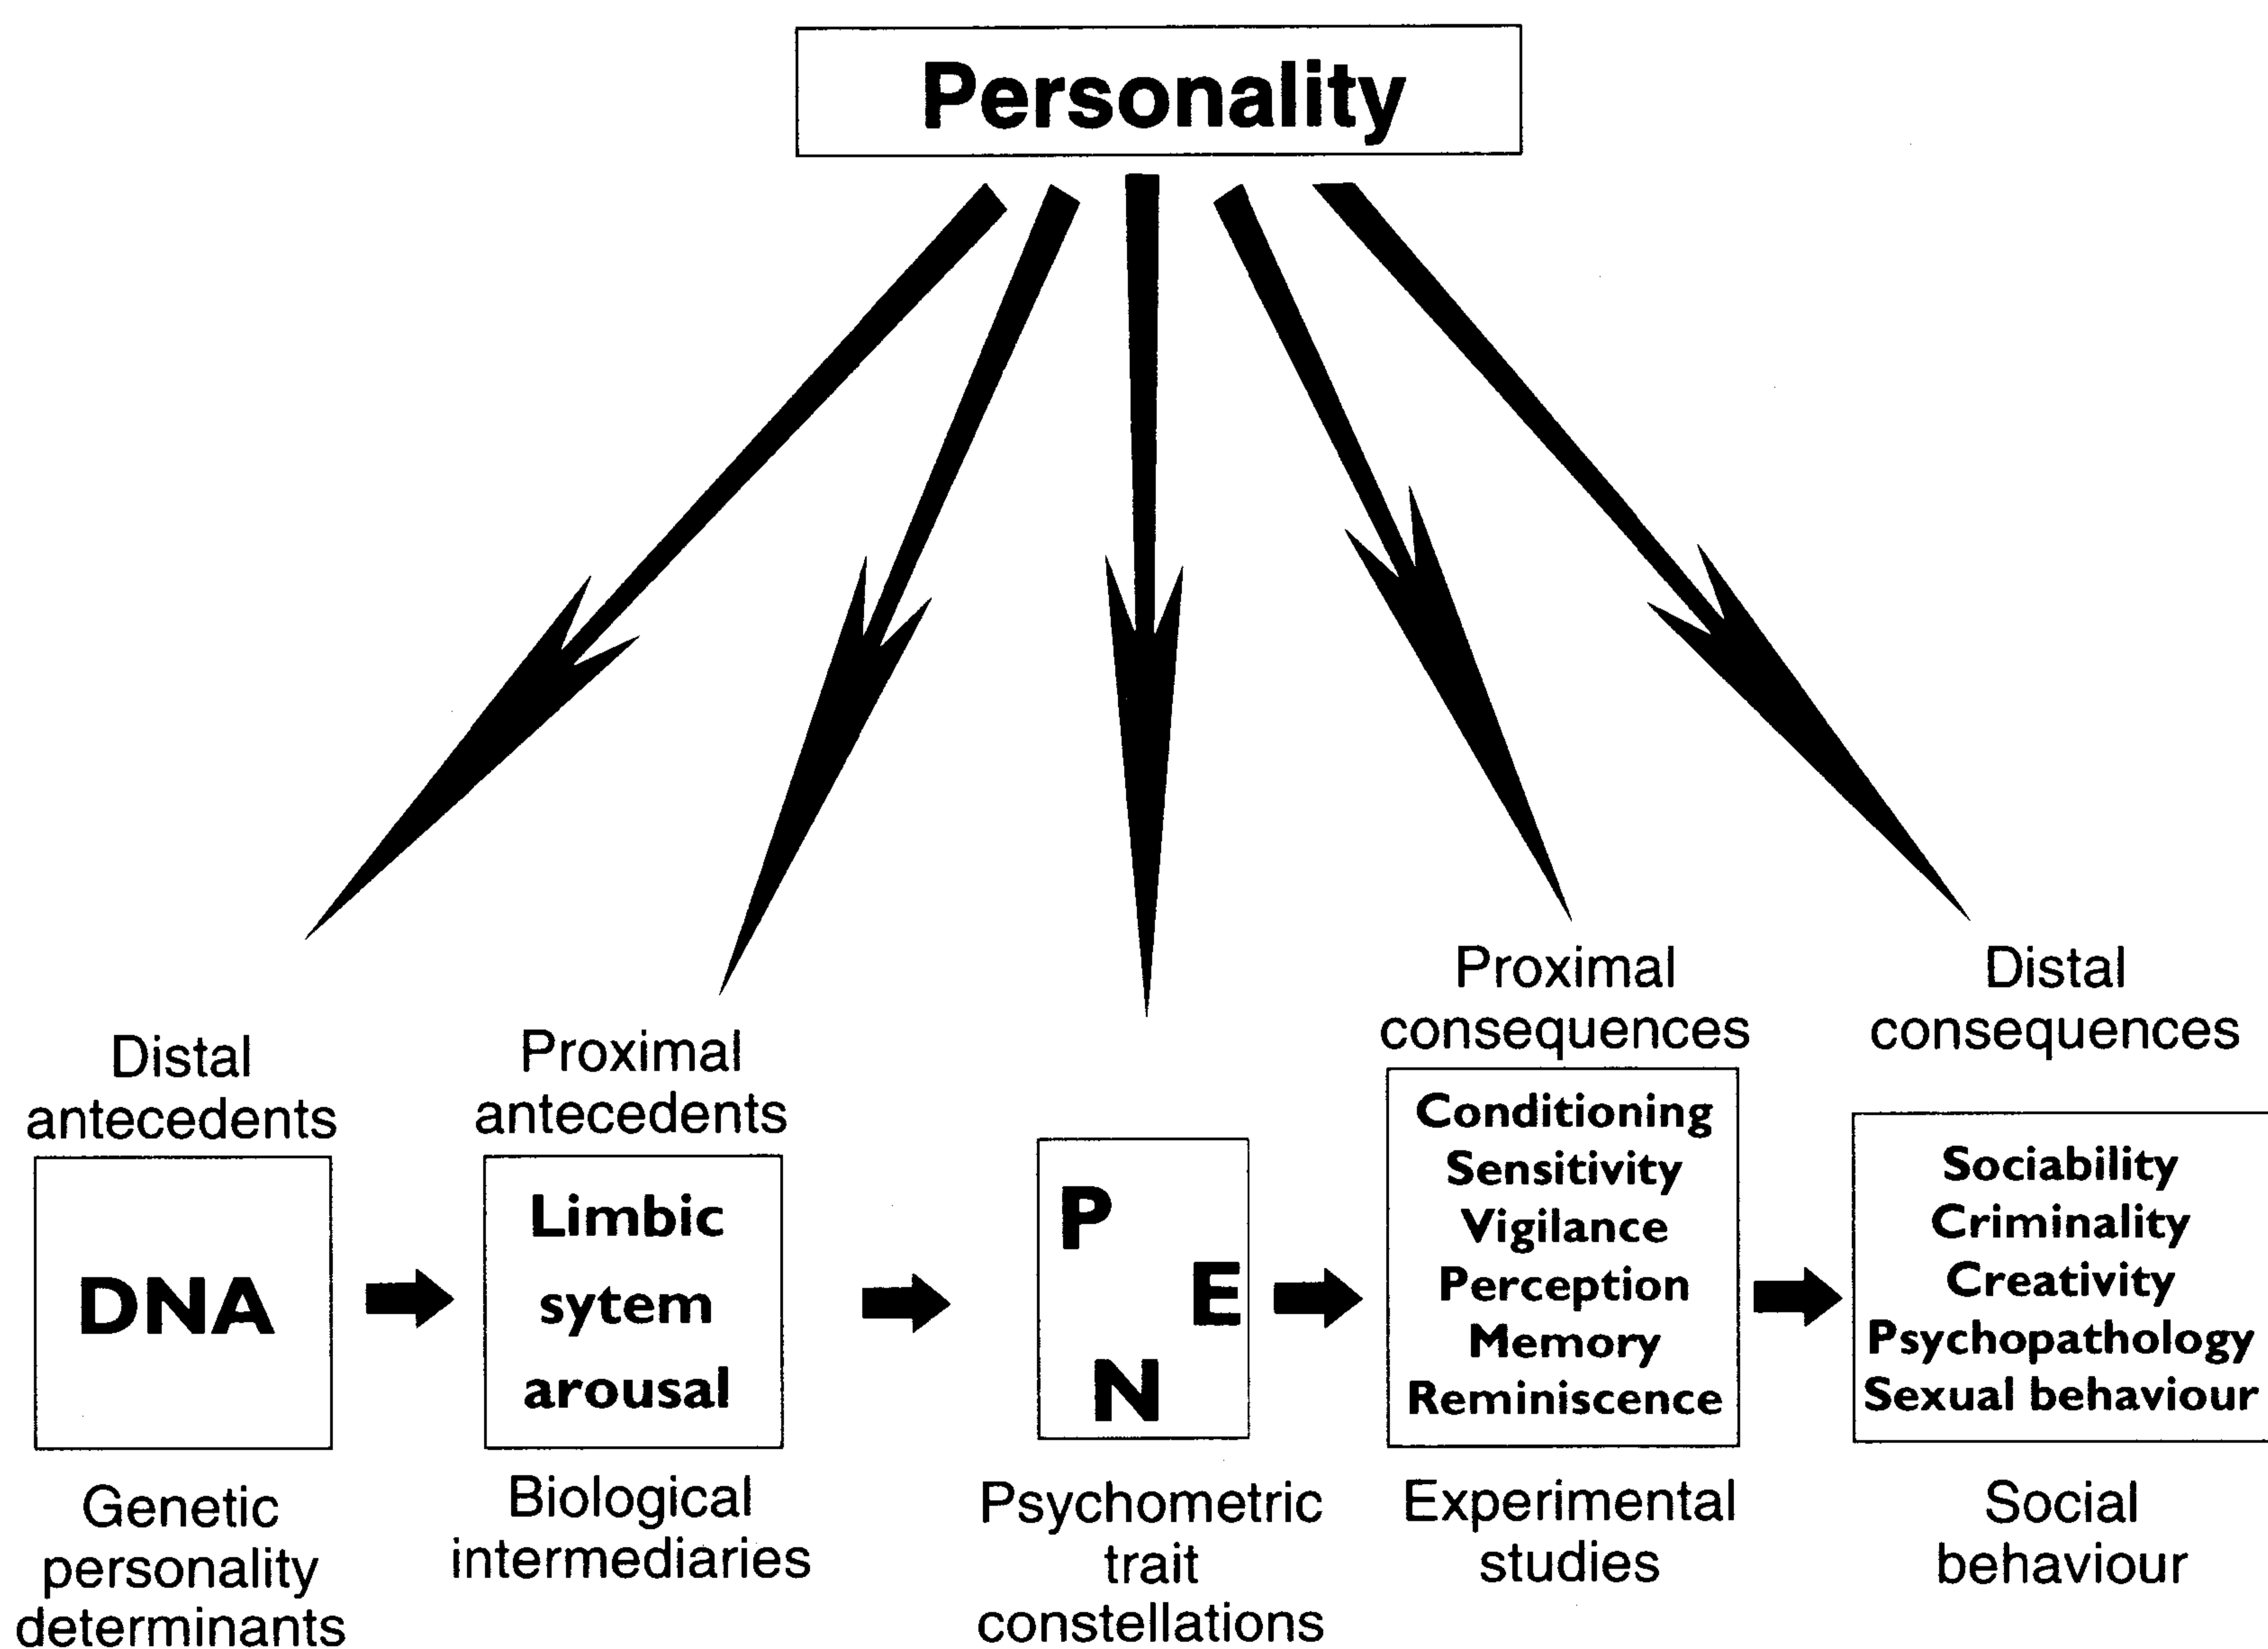 Personality
Distal
antecedents
DNA
Genetic
personality
determinants
Proximal
antecedents
Limbic
sytem
arousal
Biological
intermediaries
P
E
N
Psychometric
trait
constellations
Proximal
consequences
Conditioning
Sensitivity
Vigilance
Perception
Memory
Reminiscence
Experimental
studies
Distal
consequences
Sociability
Criminality
Creativity
Psychopathology
Sexual behaviour
Social
behaviour